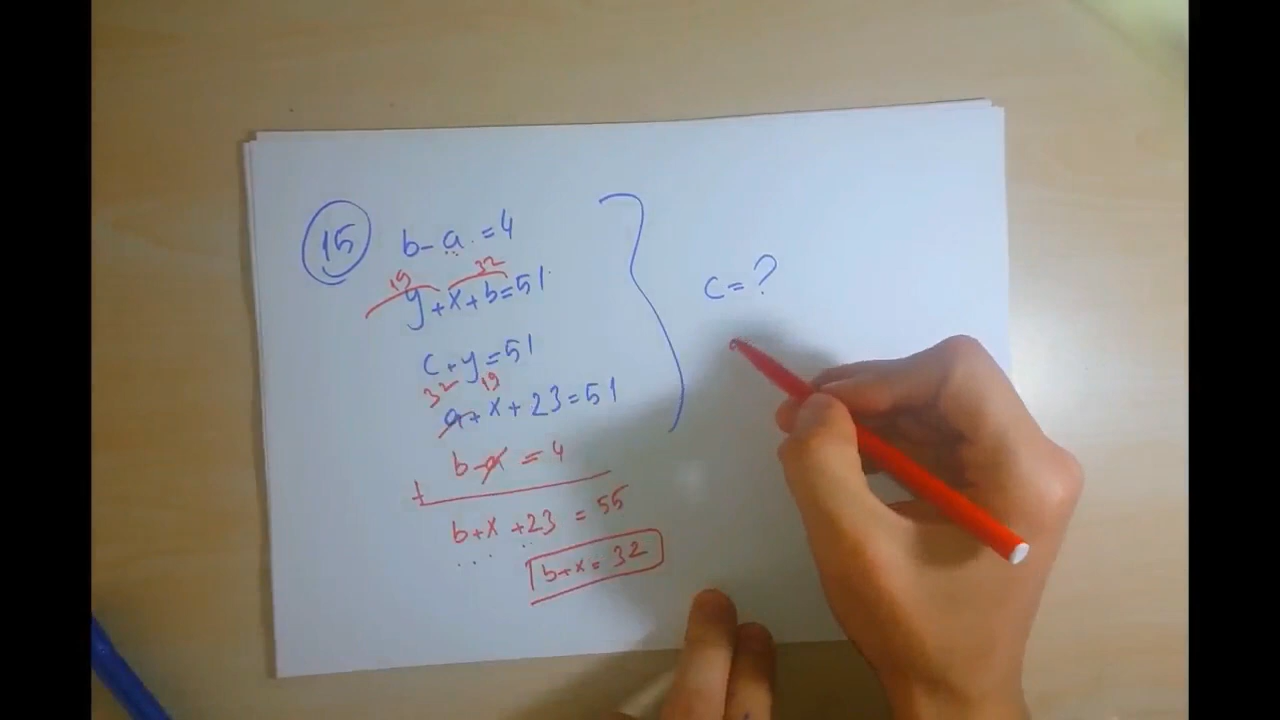 15
b-a=4
19 32
y+x+b=51
c+y=51
32 19
a+x+23=51
b-a=4
+
b+x+23=55
b+x=32
c=?